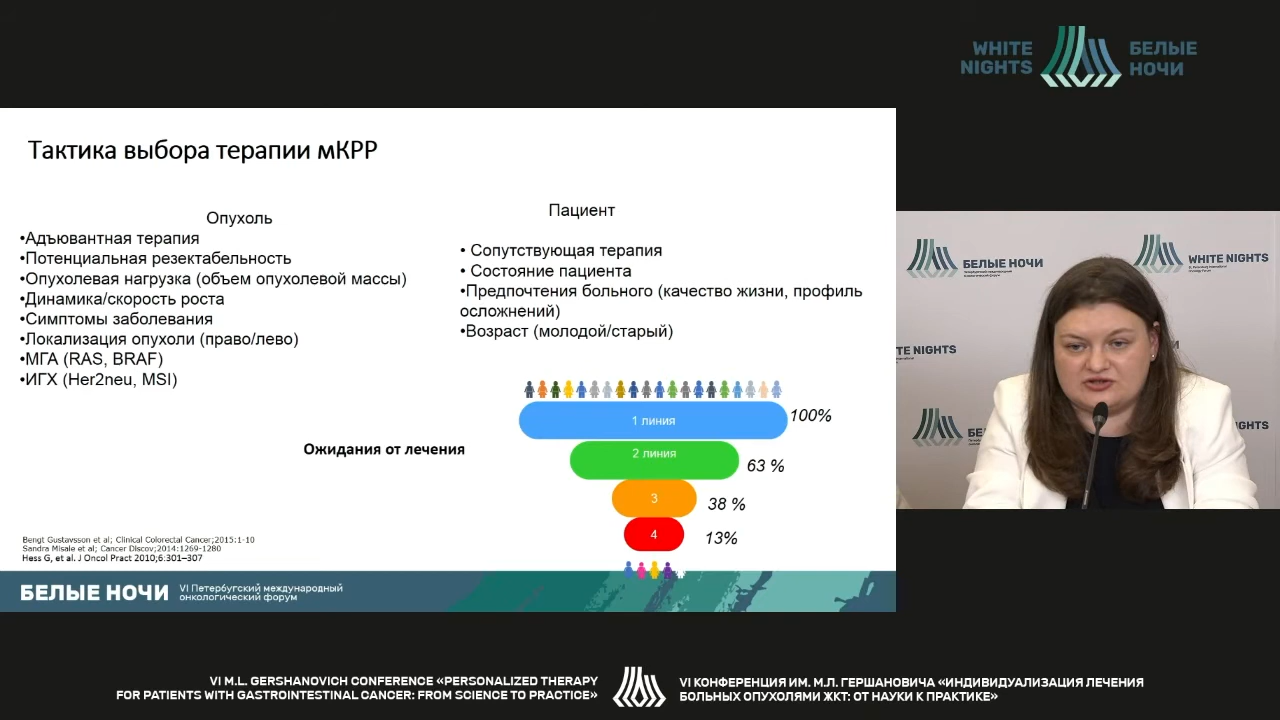 WHITE
NIGHTS
БЕЛЫЕ
НОЧИ
Тактика выбора терапии мКРР
Опухоль
•Адъювантная терапия
•Потенциальная резектабельность
•Опухолевая нагрузка (объем опухолевой массы)
•Динамика/скорость роста
•Симптомы заболевания
•Локализация опухоли (право/лево)
•МГА (RAS, BRAF)
•ИГХ (Her2neu, MSI)
Пациент
• Сопутствующая терапия
• Состояние пациента
•Предпочтения больного (качество жизни, профиль
осложнений)
•Возраст (молодой/старый)
Ожидания от лечения
1 линия
100%
2 линия
63 %
3
38 %
4
13%
Bengt Gustavsson et al; Clinical Colorectal Cancer;2015:1-10
Sandra Misale et al; Cancer Discov;2014:1269-1280
Hess G, et al. J Oncol Pract 2010;6:301–307
БЕЛЫЕ НОЧИ
VI Петербургский международный
онкологический форум
БЕЛЫЕ НОЧИ
WHITE NIGHTS
TE NIGHTS
БЕ
GHTS
VI M.L. GERSHANOVICH CONFERENCE «PERSONALIZED THERAPY
FOR PATIENTS WITH GASTROINTESTINAL CANCER: FROM SCIENCE TO PRACTICE»
VI КОНФЕРЕНЦИЯ ИМ. М.Л. ГЕРШАНОВИЧА «ИНДИВИДУАЛИЗАЦИЯ ЛЕЧЕНИЯ
БОЛЬНЫХ ОПУХОЛЯМИ ЖКТ: ОТ НАУКИ К ПРАКТИКЕ»